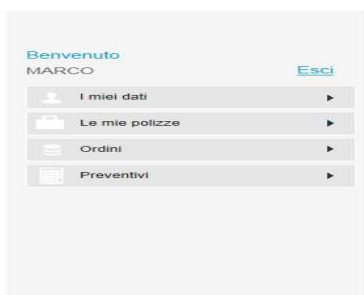 Benvenuto
MARCO Esci
I miei dati
Le mie polizze
Ordini
Preventivi